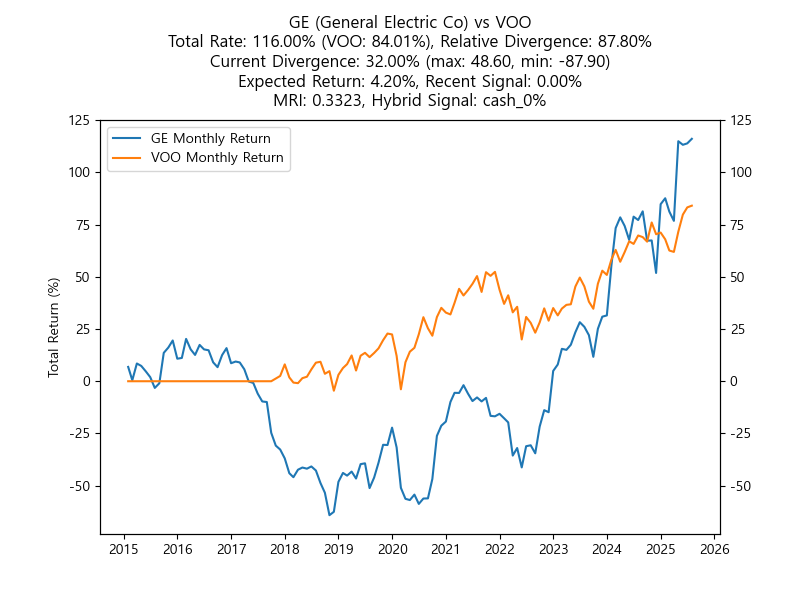 GE (General Electric Co) vs VOO
Total Rate: 116.00% (VOO: 84.01%), Relative Divergence: 87.80%
Current Divergence: 32.00% (max: 48.60, min: -87.90)
Expected Return: 4.20%, Recent Signal: 0.00%
MRI: 0.3323, Hybrid Signal: cash_0%
GE Monthly Return
VOO Monthly Return
Total Return (%)
125
100
75
50
25
0
-25
-50
125
100
75
50
25
0
-25
-50
2015 2016 2017 2018 2019 2020 2021 2022 2023 2024 2025 2026